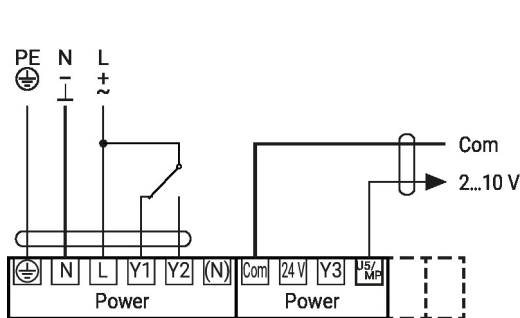 PE N L
− + ~
Com
2...10 V
N L Y1 Y2 (N) Com 24 V Y3 U5/MP
Power Power